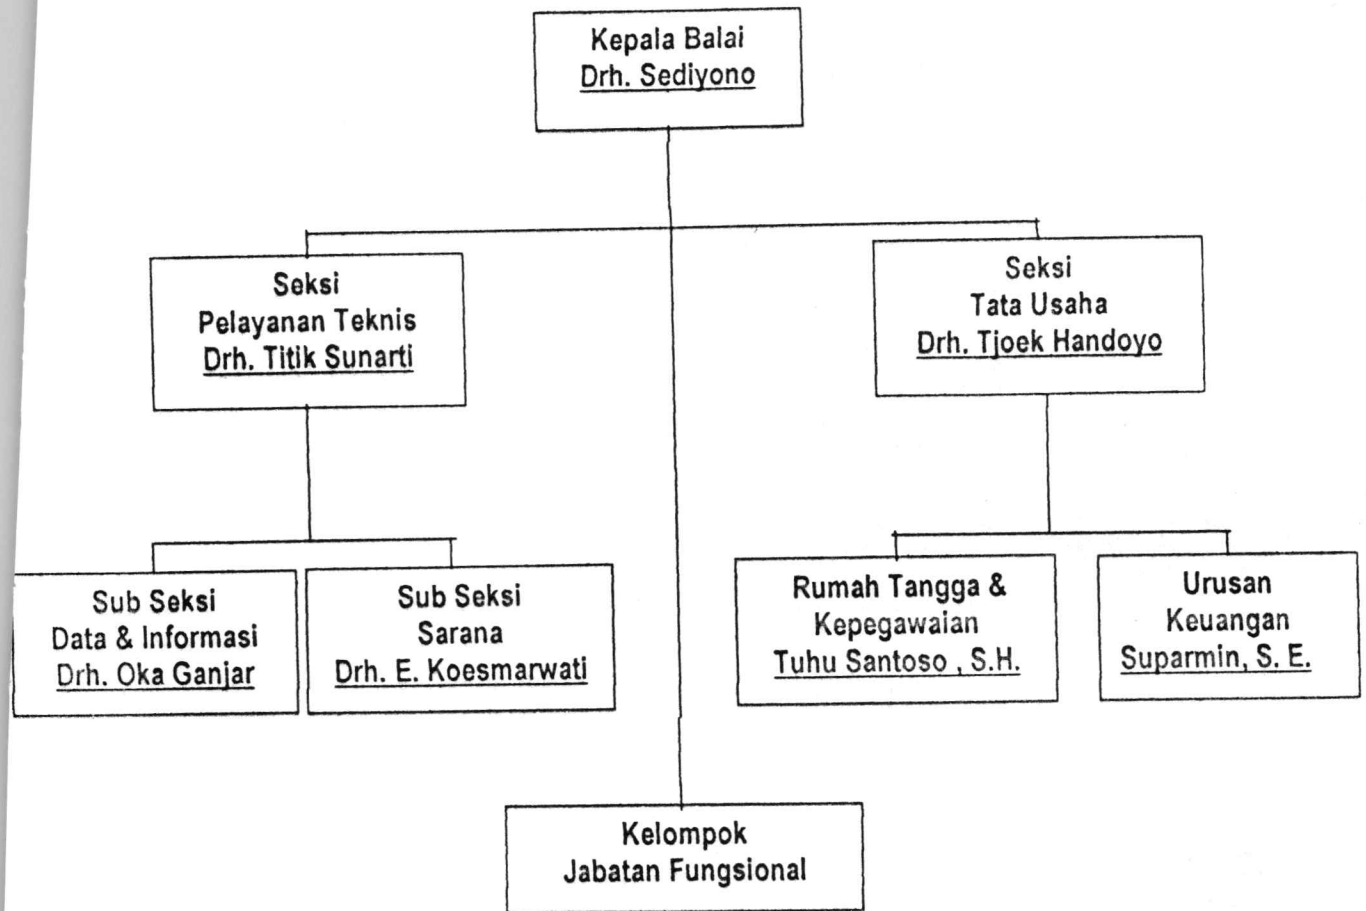 Kepala Balai
Drh. Sediyono
Seksi
Pelayanan Teknis
Drh. Titik Sunarti
Seksi
Tata Usaha
Drh. Tjoek Handoyo
Sub Seksi
Data & Informasi
Drh. Oka Ganjar
Sub Seksi
Sarana
Drh. E. Koesmarwati
Rumah Tangga &
Kepegawaian
Tuhu Santoso , S.H.
Urusan
Keuangan
Suparmin, S. E.
Kelompok
Jabatan Fungsional